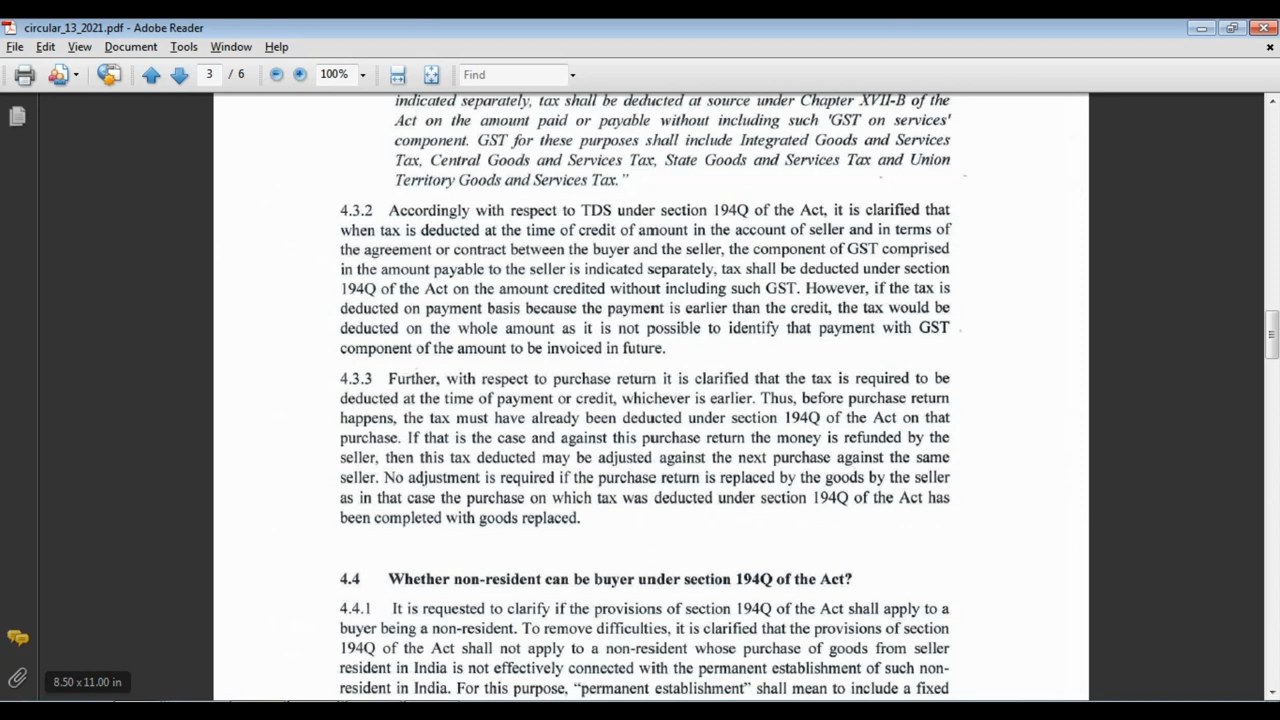 circular_13_2021.pdf - Adobe Reader
File Edit View Document Tools Window Help
3 / 6 100% Find
indicated separately, tax shall be deducted at source under Chapter XVII-B of the
Act on the amount paid or payable without including such 'GST on services'
component. GST for these purposes shall include Integrated Goods and Services
Tax, Central Goods and Services Tax, State Goods and Services Tax and Union
Territory Goods and Services Tax."
4.3.2 Accordingly with respect to TDS under section 194Q of the Act, it is clarified that
when tax is deducted at the time of credit of amount in the account of seller and in terms of
the agreement or contract between the buyer and the seller, the component of GST comprised
in the amount payable to the seller is indicated separately, tax shall be deducted under section
194Q of the Act on the amount credited without including such GST. However, if the tax is
deducted on payment basis because the payment is earlier than the credit, the tax would be
deducted on the whole amount as it is not possible to identify that payment with GST
component of the amount to be invoiced in future.
4.3.3 Further, with respect to purchase return it is clarified that the tax is required to be
deducted at the time of payment or credit, whichever is earlier. Thus, before purchase return
happens, the tax must have already been deducted under section 194Q of the Act on that
purchase. If that is the case and against this purchase return the money is refunded by the
seller, then this tax deducted may be adjusted against the next purchase against the same
seller. No adjustment is required if the purchase return is replaced by the goods by the seller
as in that case the purchase on which tax was deducted under section 194Q of the Act has
been completed with goods replaced.
4.4 Whether non-resident can be buyer under section 194Q of the Act?
4.4.1 It is requested to clarify if the provisions of section 194Q of the Act shall apply to a
buyer being a non-resident. To remove difficulties, it is clarified that the provisions of section
194Q of the Act shall not apply to a non-resident whose purchase of goods from seller
resident in India is not effectively connected with the permanent establishment of such non-
resident in India. For this purpose, "permanent establishment" shall mean to include a fixed
8.50 x 11.00 in